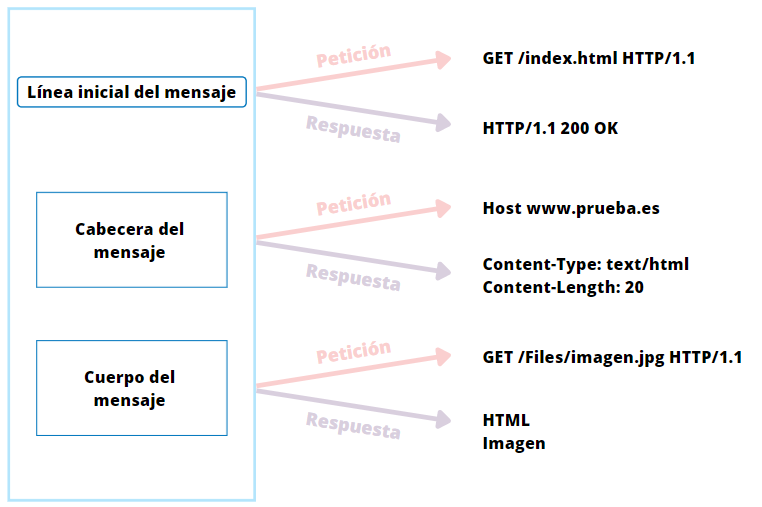 Línea inicial del mensaje
Petición
GET /index.html HTTP/1.1
Respuesta
HTTP/1.1 200 OK
Cabecera del
mensaje
Petición
Host www.prueba.es
Respuesta
Content-Type: text/html
Content-Length: 20
Cuerpo del
mensaje
Petición
GET /Files/imagen.jpg HTTP/1.1
Respuesta
HTML
Imagen